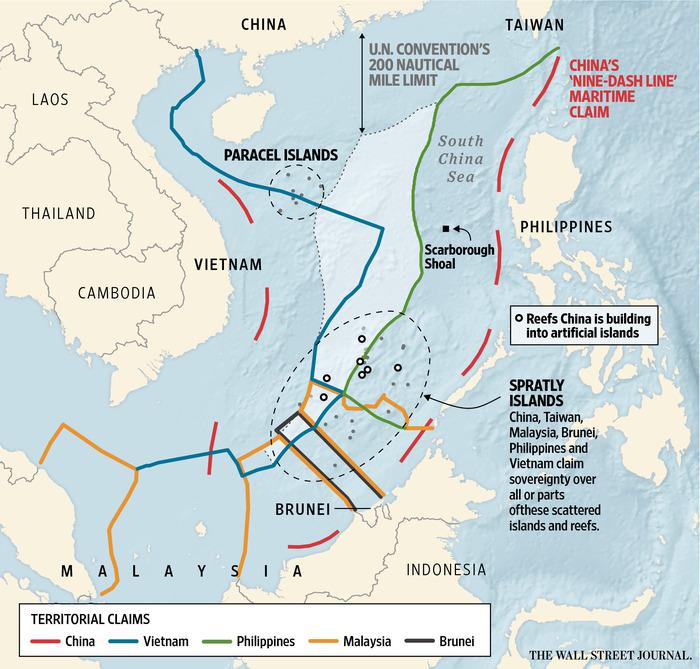 CHINA
TAIWAN
U.N. CONVENTION'S
200 NAUTICAL
MILE LIMIT
CHINA'S
'NINE-DASH LINE'
MARITIME
CLAIM
LAOS
South
China
Sea
PARACEL ISLANDS
THAILAND
PHILIPPINES
Scarborough
Shoal
VIETNAM
CAMBODIA
Reefs China is building
into artificial islands
SPRATLY
ISLANDS
China, Taiwan,
Malaysia, Brunei,
Philippines and
Vietnam claim
sovereignty over
all or parts
ofthese scattered
islands and reefs.
BRUNEI
MALAYSIA
INDONESIA
TERRITORIAL CLAIMS
China Vietnam Philippines Malaysia Brunei
THE WALL STREET JOURNAL.